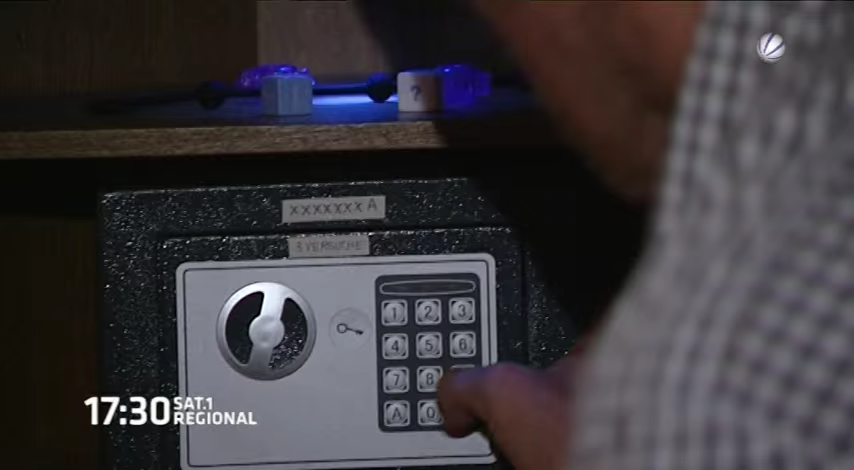 ?
XXXXXXX A
3 VERSUCHE
1 2 3
4 5 6
7 8
A 0
17:30 SAT.1 REGIONAL